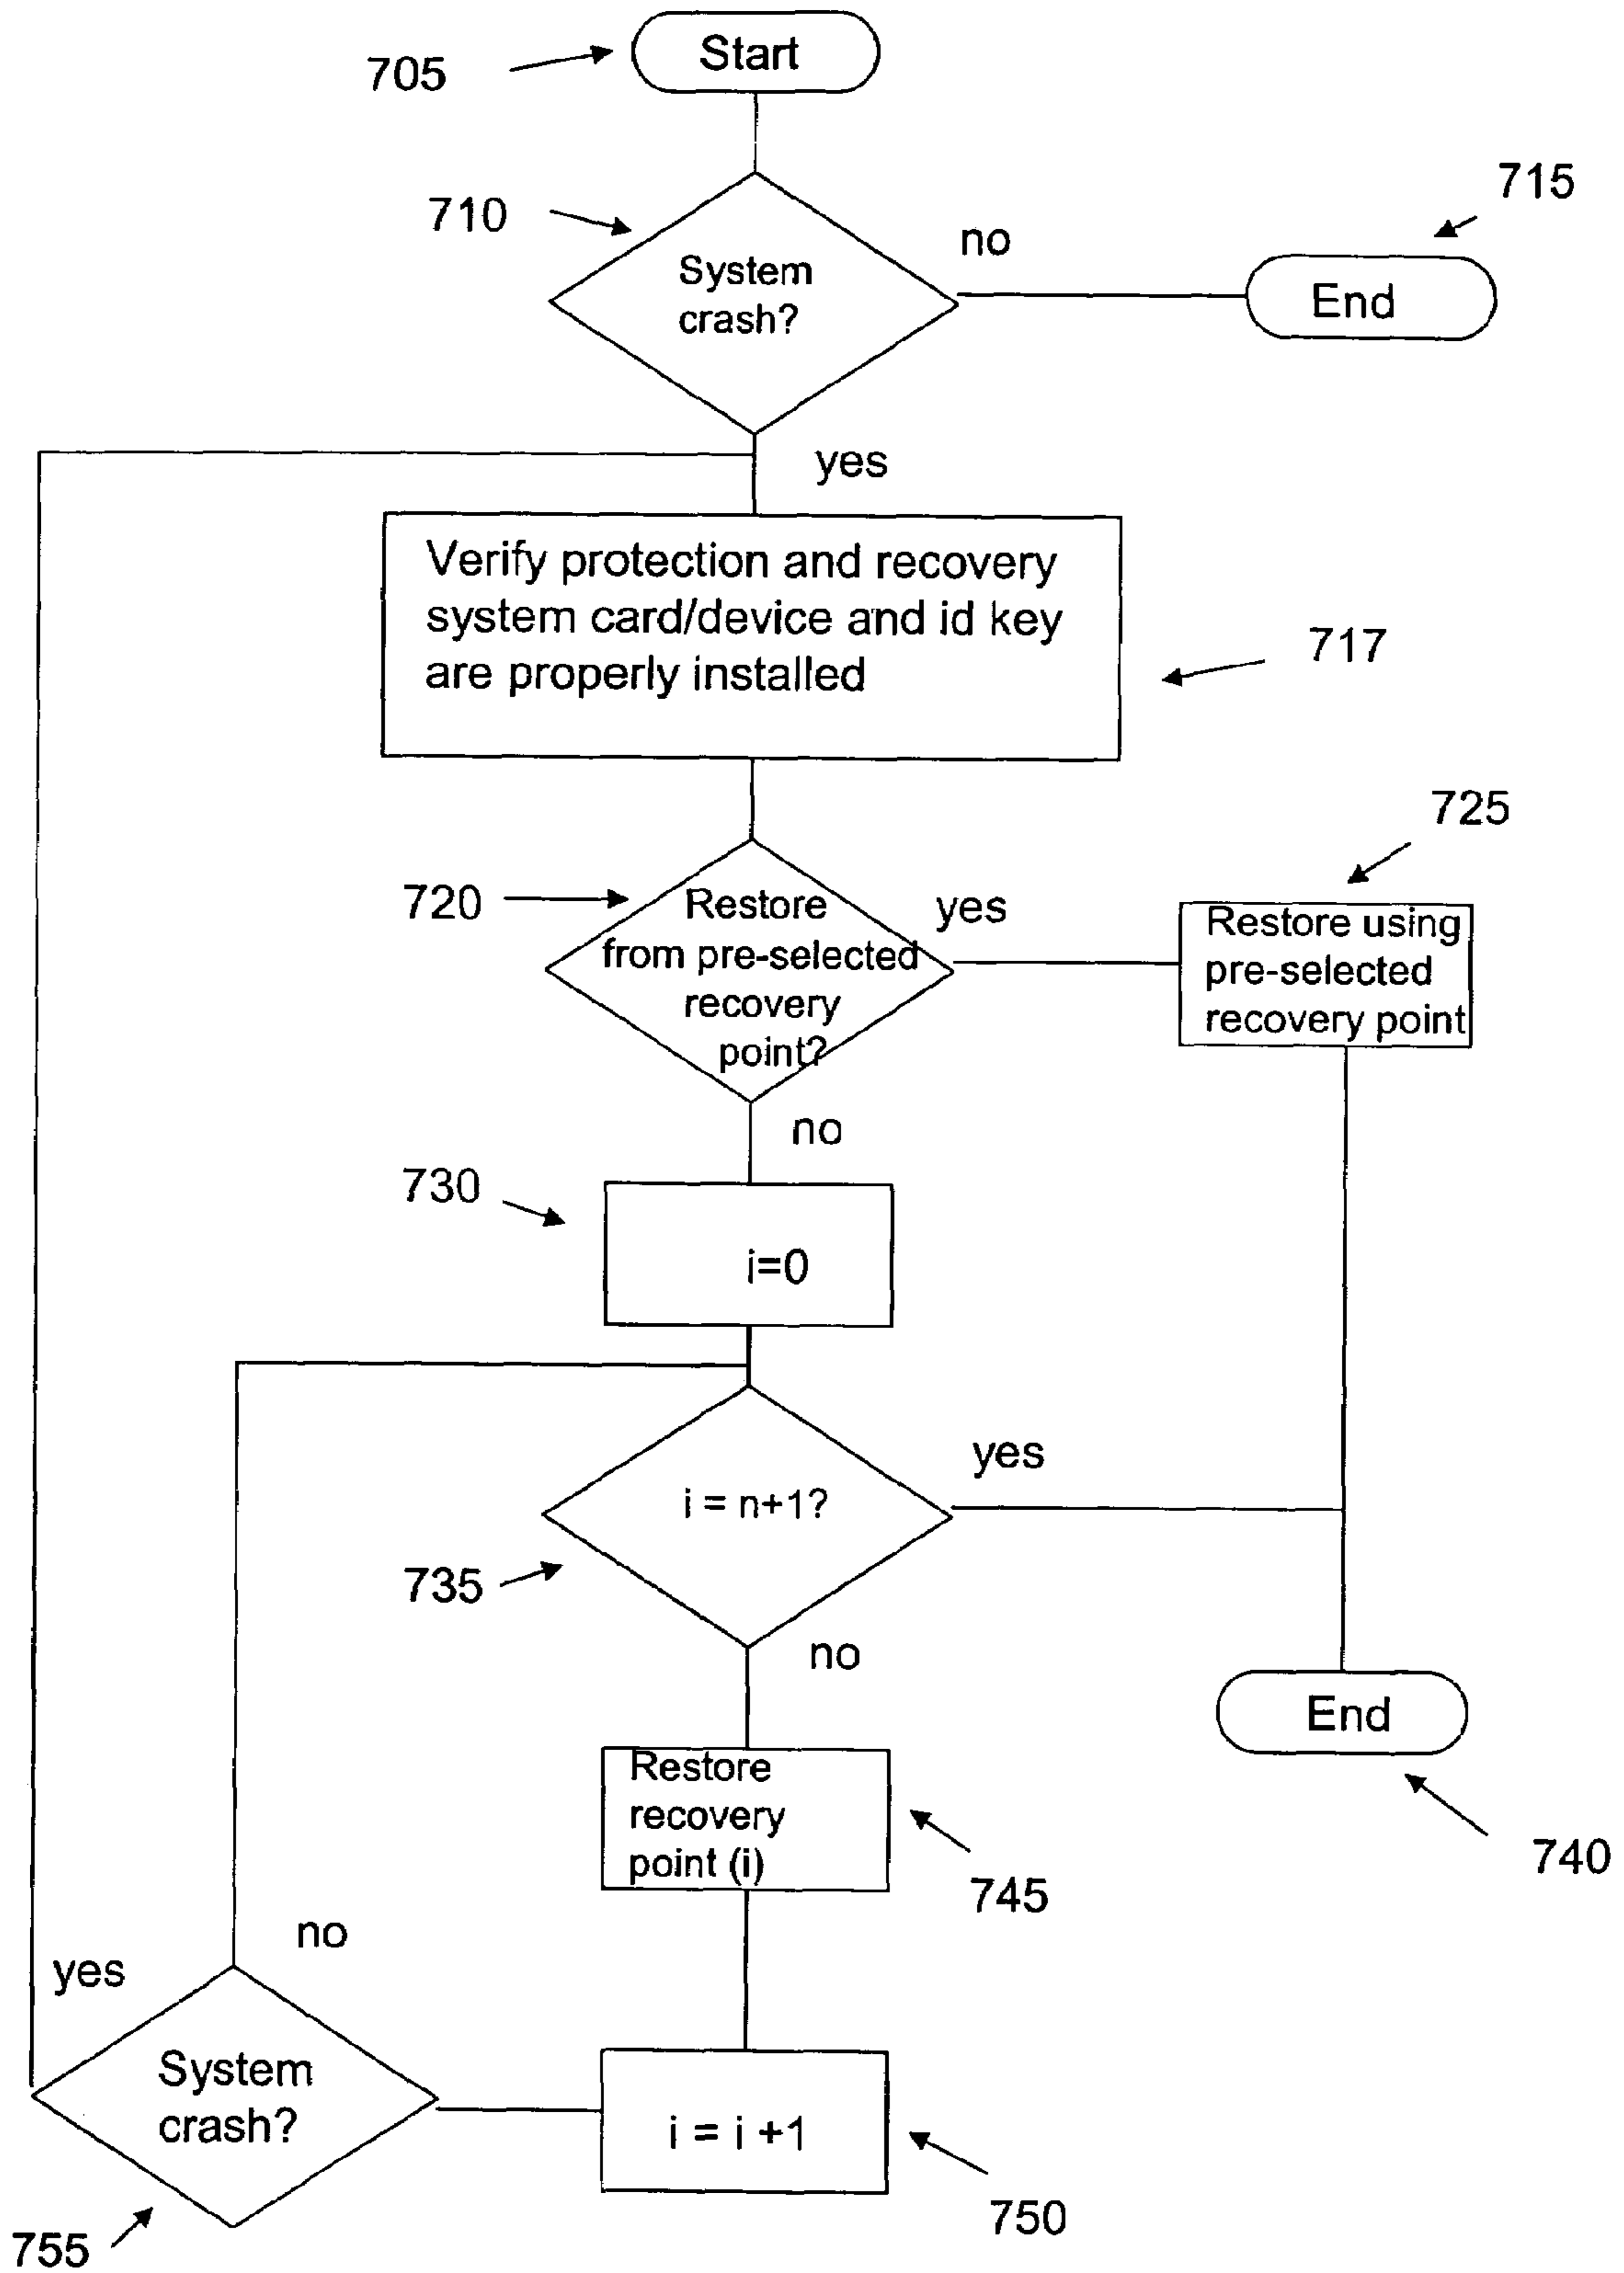 705
Start
715
710
no
System
crash?
End
yes
Verify protection and recovery
system card/device and id key
are properly installed
717
725
720
Restore
from pre-selected
recovery
point?
yes
Restore using
pre-selected
recovery point
no
730
i=0
yes
i = n+1?
735
no
End
Restore
recovery
point (i)
740
745
no
yes
System
crash?
i = i +1
750
755